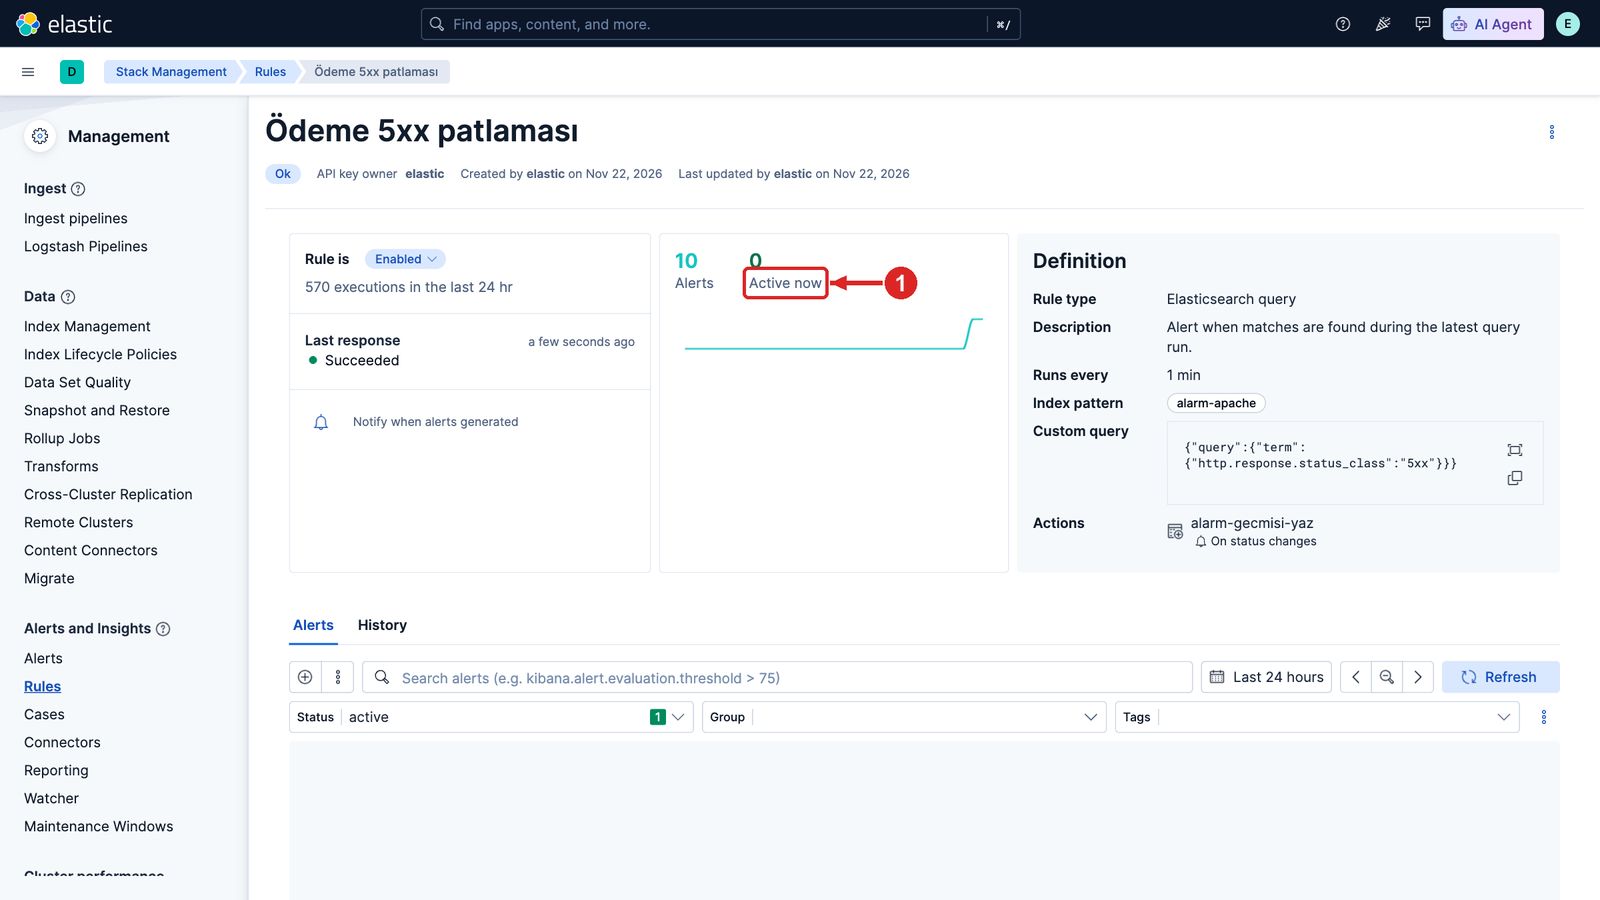 elastic
Find apps, content, and more.
⌘/
AI Agent
E
D
Stack Management
Rules
Ödeme 5xx patlaması
Management
Ingest
Ingest pipelines
Logstash Pipelines
Data
Index Management
Index Lifecycle Policies
Data Set Quality
Snapshot and Restore
Rollup Jobs
Transforms
Cross-Cluster Replication
Remote Clusters
Content Connectors
Migrate
Alerts and Insights
Alerts
Rules
Cases
Connectors
Reporting
Watcher
Maintenance Windows
Cluster performance
Ödeme 5xx patlaması
Ok
API key owner elastic
Created by elastic on Nov 22, 2026
Last updated by elastic on Nov 22, 2026
Rule is
Enabled
570 executions in the last 24 hr
Last response
a few seconds ago
Succeeded
Notify when alerts generated
10
Alerts
0
Active now
1
Definition
Rule type
Elasticsearch query
Description
Alert when matches are found during the latest query
run.
Runs every
1 min
Index pattern
alarm-apache
Custom query
{"query":{"term":
{"http.response.status_class":"5xx"}}}
Actions
alarm-gecmisi-yaz
On status changes
Alerts
History
Search alerts (e.g. kibana.alert.evaluation.threshold > 75)
Last 24 hours
Refresh
Status
active
1
Group
Tags